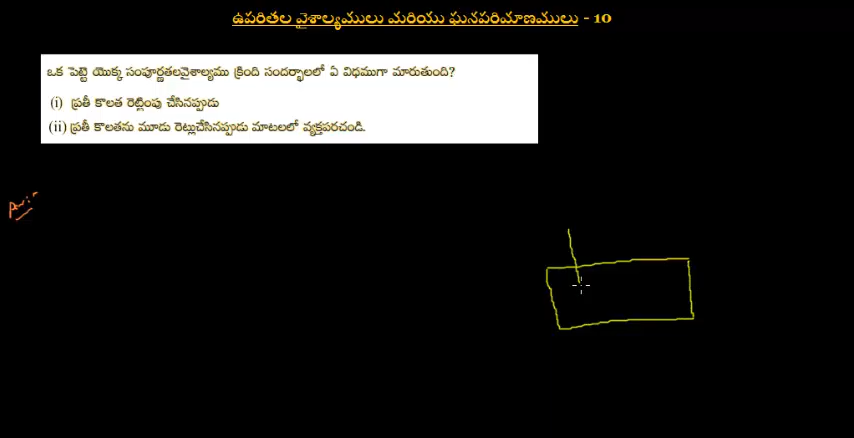 ఉపరితల వైశాల్యములు మరియు ఘనపరిమాణములు - 10
ఒక పెట్టె యొక్క సంపూర్ణతలవైశాల్యము క్రింది సందర్భాలలో ఏ విధముగా మారుతుంది?
(i) ప్రతీ కొలత రెట్టింపు చేసినప్పుడు
(ii) ప్రతీ కొలతను మూడు రెట్లుచేసినప్పుడు మాటలలో వ్యక్తపరచండి.